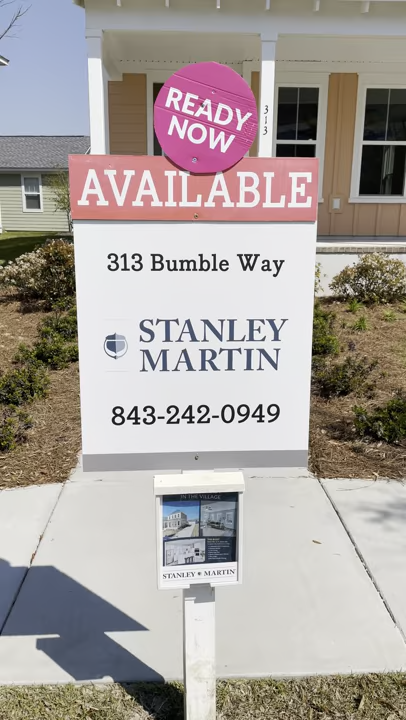 READY
NOW
313
AVAILABLE
313 Bumble Way
STANLEY
MARTIN
843-242-0949
IN THE VILLAGE
STANLEY MARTIN